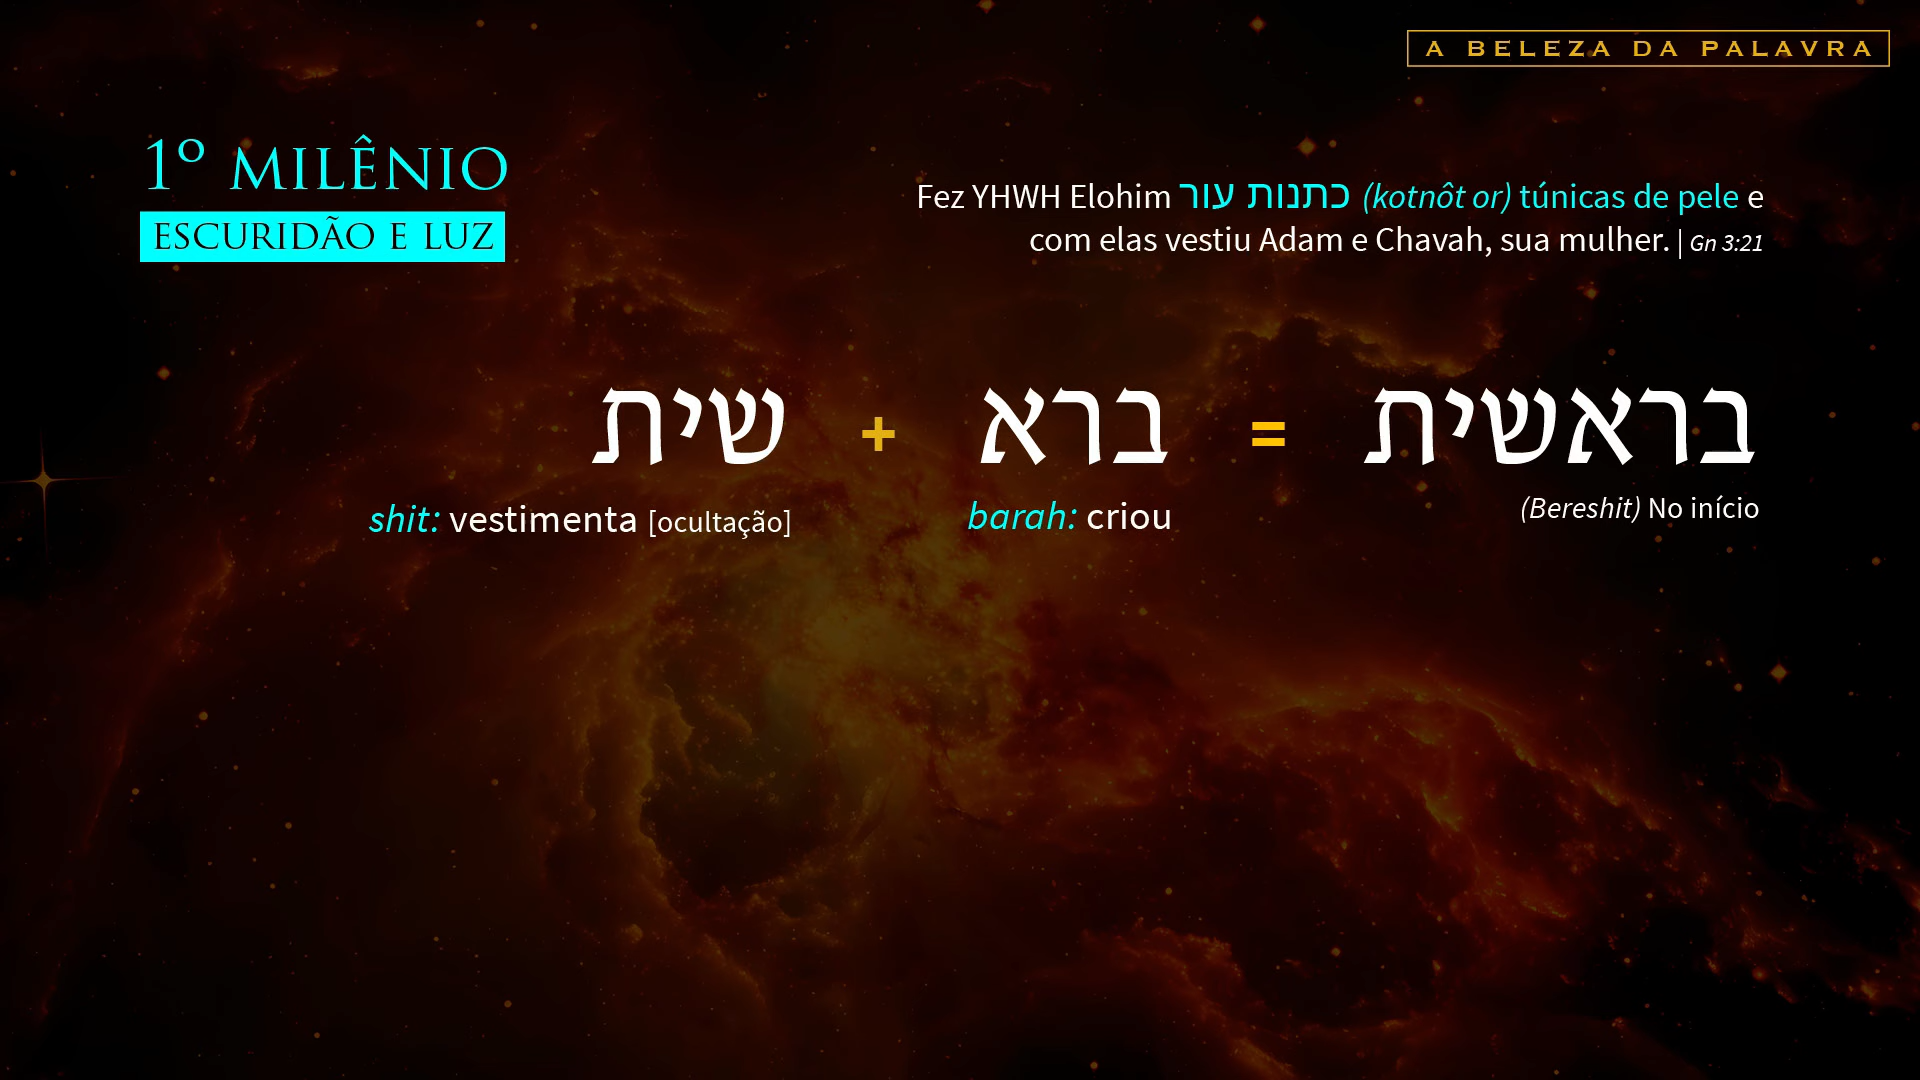 A BELEZA DA PALAVRA
1º MILÊNIO
ESCURIDÃO E LUZ
Fez YHWH Elohim כתנות עור (kotnôt or) túnicas de pele e
com elas vestiu Adam e Chavah, sua mulher. | Gn 3:21
בראשית = ברא + שית
(Bereshit) No início
barah: criou
shit: vestimenta [ocultação]